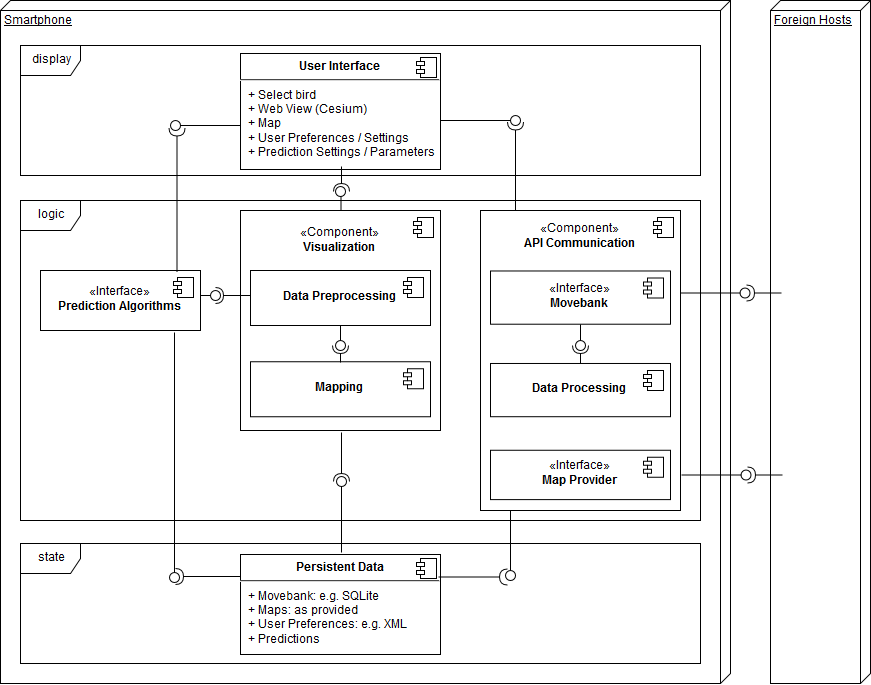 Smartphone
Foreign Hosts
display
User Interface
+ Select bird
+ Web View (Cesium)
+ Map
+ User Preferences / Settings
+ Prediction Settings / Parameters
logic
«Component»
Visualization
«Component»
API Communication
«Interface»
Prediction Algorithms
Data Preprocessing
«Interface»
Movebank
Mapping
Data Processing
«Interface»
Map Provider
state
Persistent Data
+ Movebank: e.g. SQLite
+ Maps: as provided
+ User Preferences: e.g. XML
+ Predictions